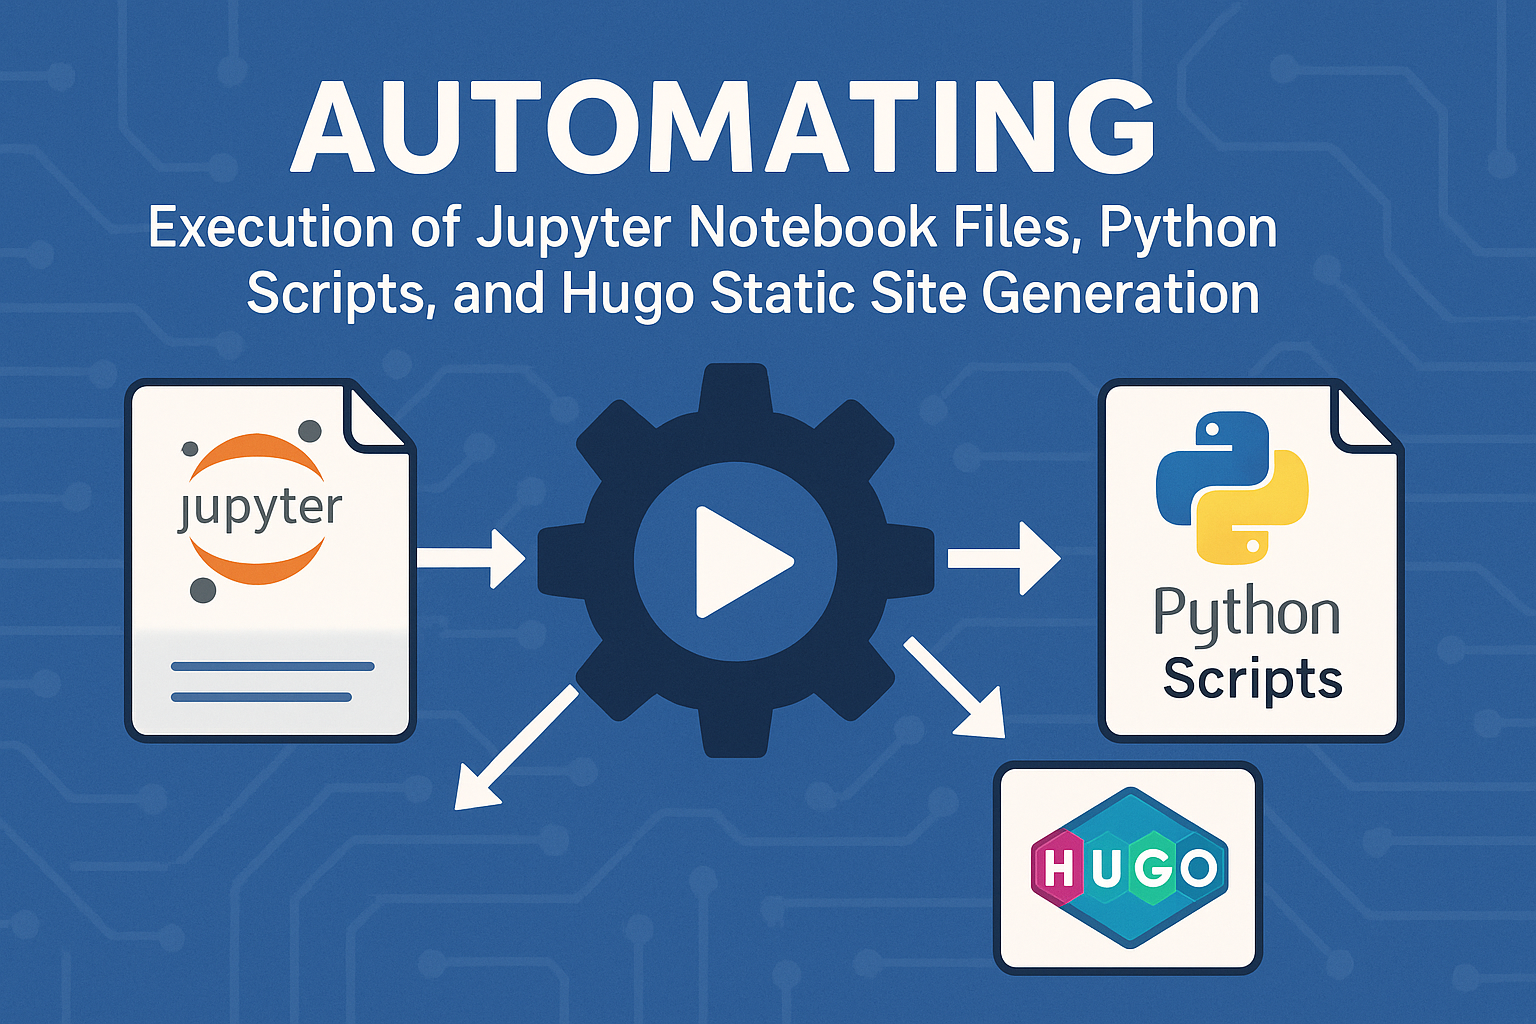 AUTOMATING
Execution of Jupyter Notebook Files, Python
Scripts, and Hugo Static Site Generation
jupyter
Python
Scripts
HUGO